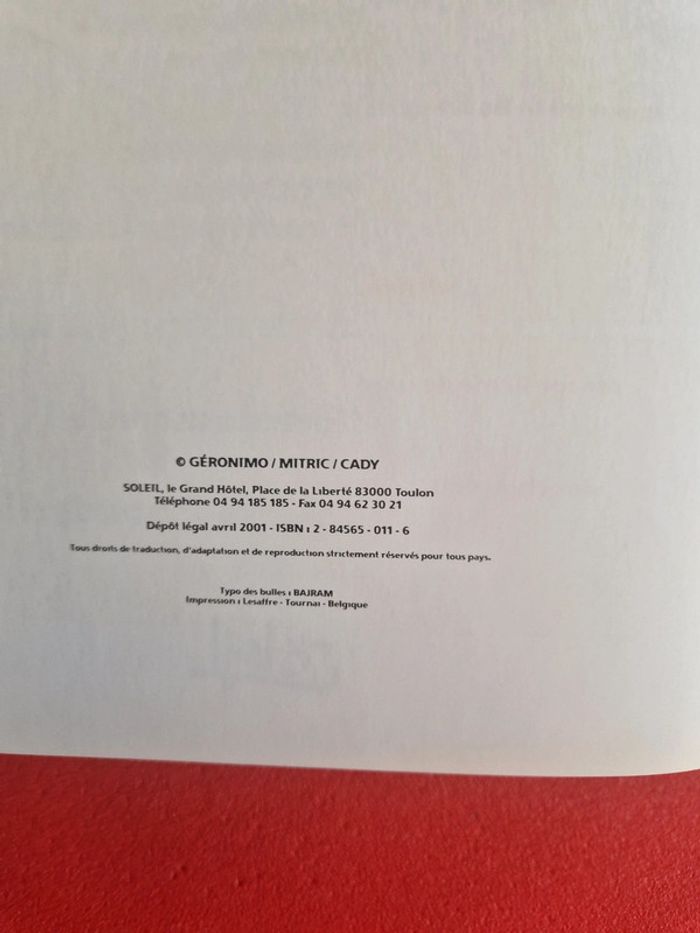 © GÉRONIMO / MITRIC / CADY
SOLEIL, le Grand Hôtel, Place de la Liberté 83000 Toulon
Téléphone 04 94 185 185 - Fax 04 94 62 30 21
Dépôt légal avril 2001 - ISBN : 2 - 84565 - 011 - 6
Tous droits de traduction, d'adaptation et de reproduction strictement réservés pour tous pays.
Typo des bulles : BAJRAM
Impression : Lesaffre - Tournai - Belgique